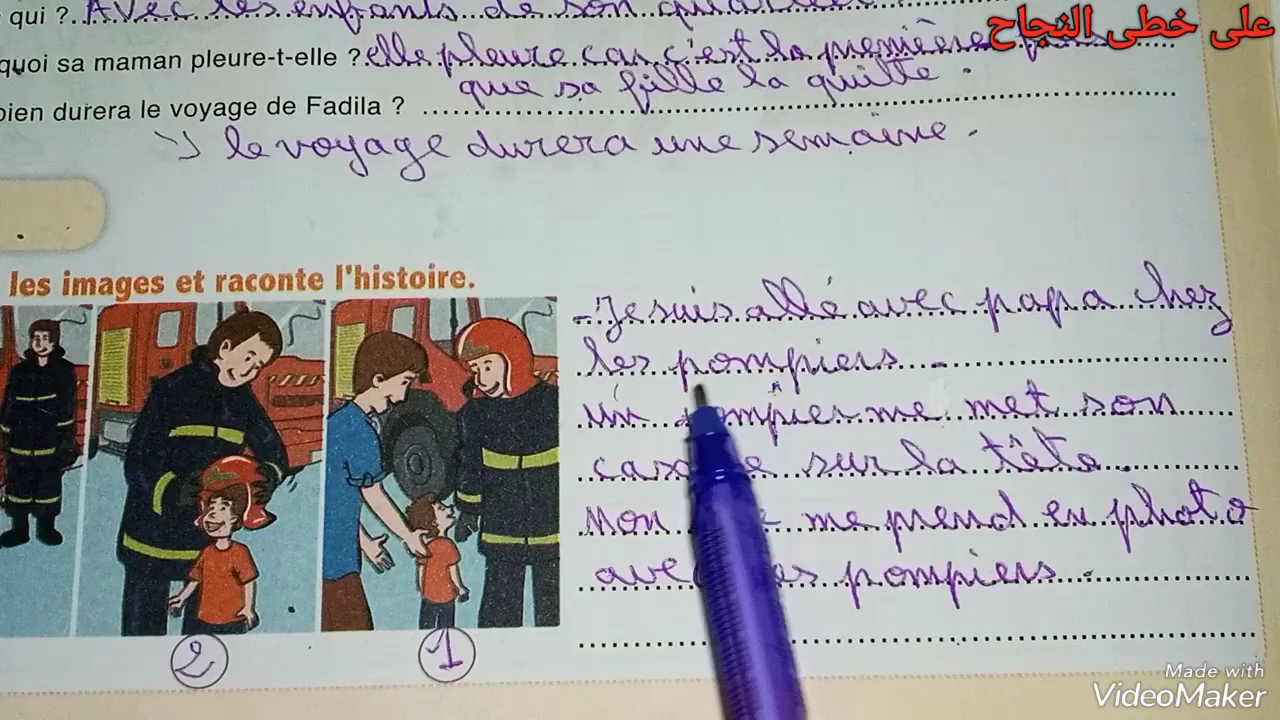 qui ? Avec les enfants de son quartier
على خطى النجاح
quoi sa maman pleure-t-elle ? elle pleure car c'est la première fois
que sa fille la quitte.
bien durera le voyage de Fadila ?
le voyage durera une semaine.
les images et raconte l'histoire.
- Je suis allé avec papa chez
les pompiers.
un pompier me met son
casque sur la tête.
Mon me prend en photo
avec les pompiers.
2 1
Made with
VideoMaker